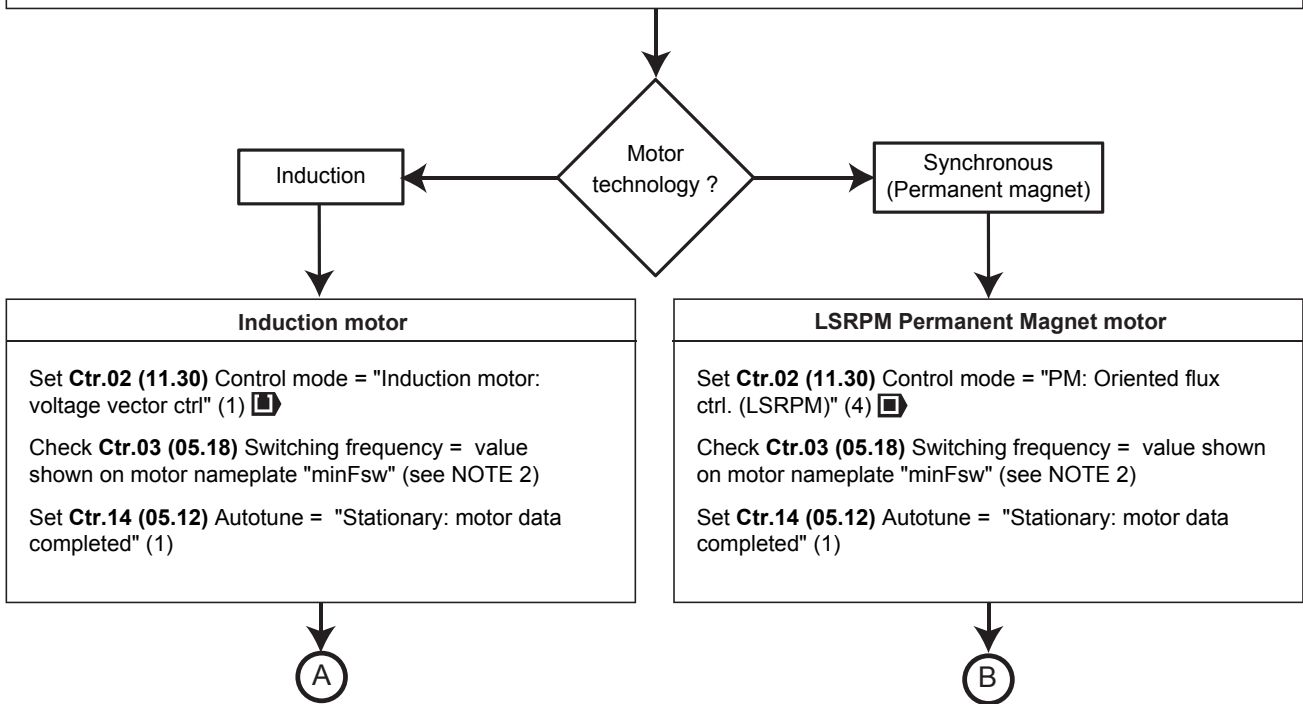 Motor
technology ?
Induction
Synchronous
(Permanent magnet)
Induction motor
Set Ctr.02 (11.30) Control mode = "Induction motor:
voltage vector ctrl" (1)
Check Ctr.03 (05.18) Switching frequency = value
shown on motor nameplate "minFsw" (see NOTE 2)
Set Ctr.14 (05.12) Autotune = "Stationary: motor data
completed" (1)
LSRPM Permanent Magnet motor
Set Ctr.02 (11.30) Control mode = "PM: Oriented flux
ctrl. (LSRPM)" (4)
Check Ctr.03 (05.18) Switching frequency = value shown
on motor nameplate "minFsw" (see NOTE 2)
Set Ctr.14 (05.12) Autotune = "Stationary: motor data
completed" (1)
A
B